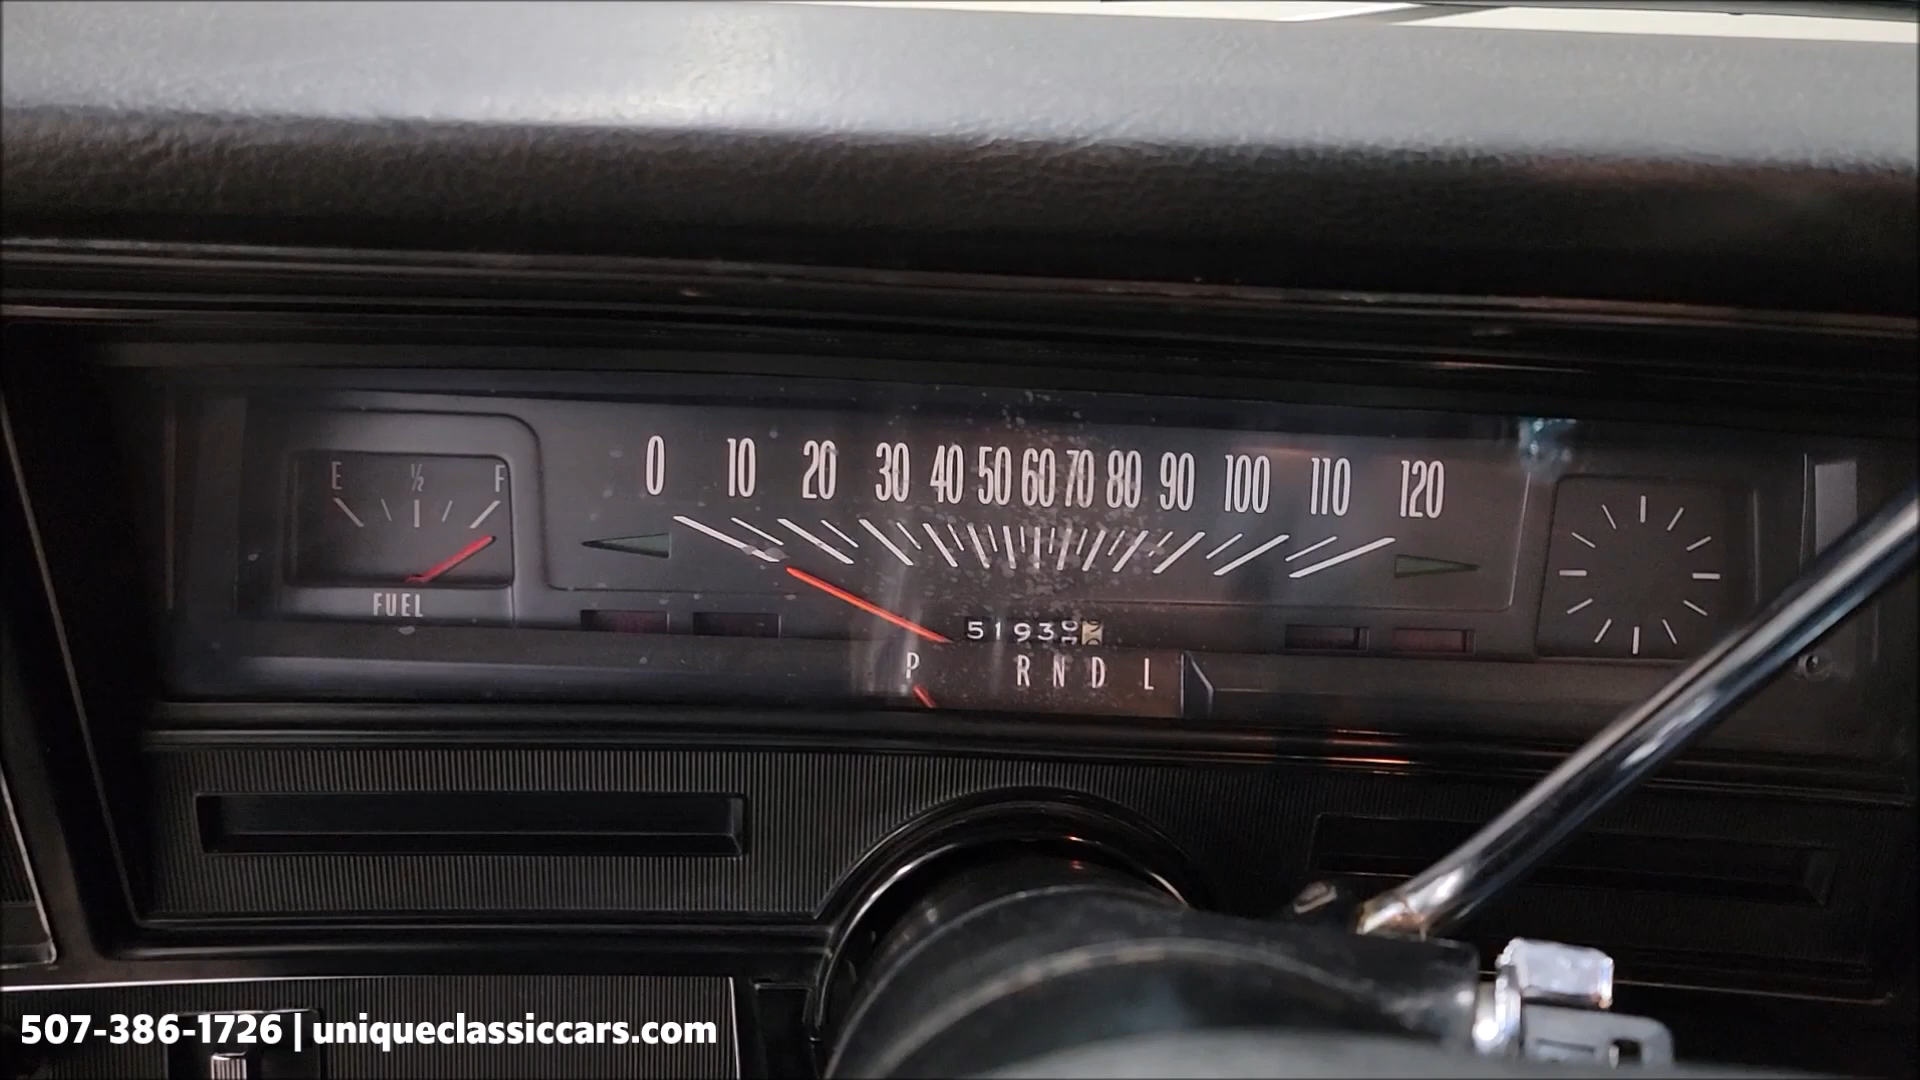 E ½ F
FUEL
0 10 20 30 40 50 60 70 80 90 100 110 120
5193
P R N D L
507-386-1726 | uniqueclassiccars.com